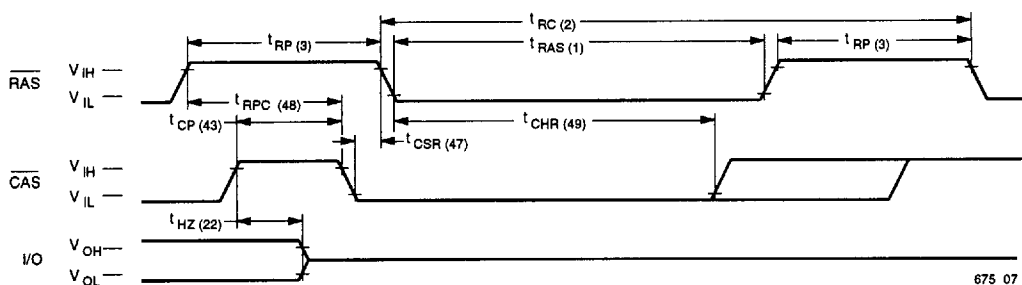 t RC (2)
t RP (3)
t RAS (1)
t RP (3)
RAS
V IH
V IL
t RPC (48)
t CP (43)
t CHR (49)
t CSR (47)
CAS
V IH
V IL
t HZ (22)
I/O
V OH
V OL
675 07